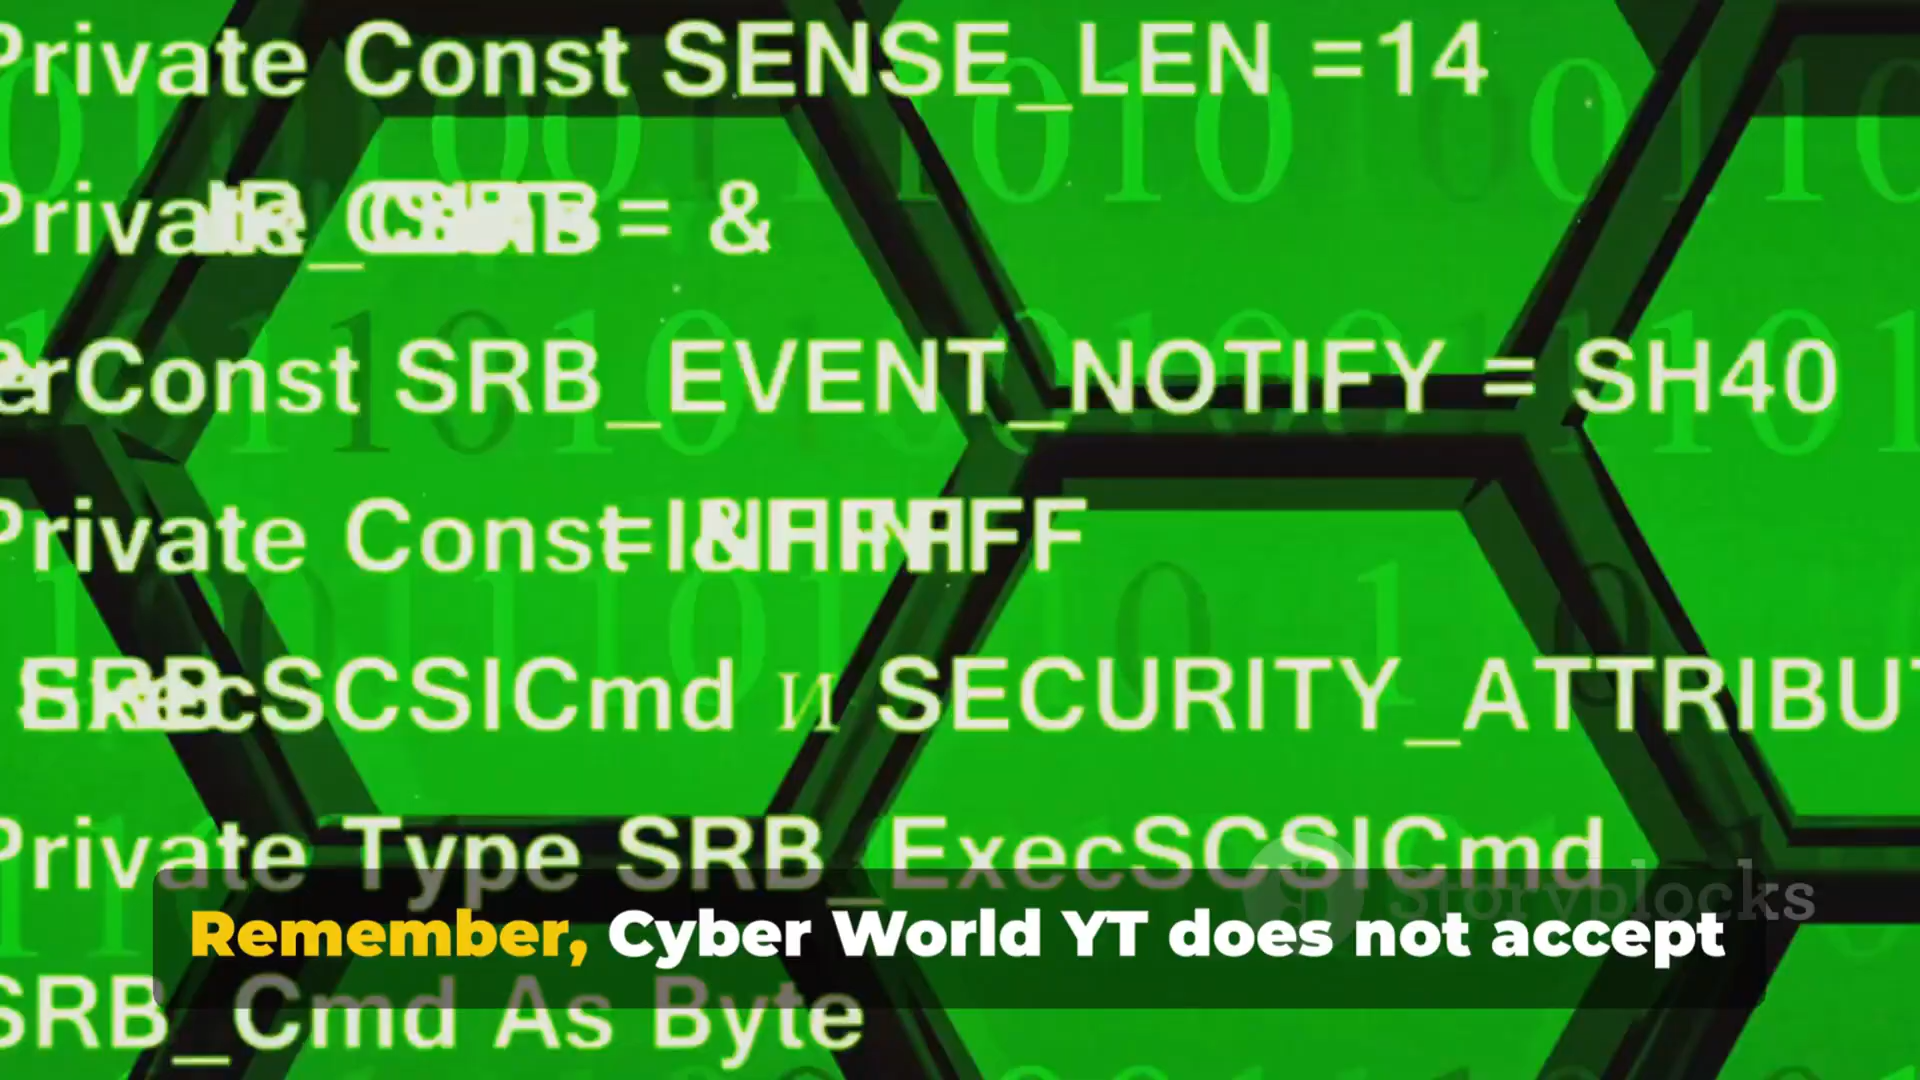 Private Const SENSE_LEN =14
= &
Const SRB_EVENT_NOTIFY = SH40
Private Const
SCSICmd И SECURITY_ATTRIBUT
Private Type SRB_ExecSCSICmd
Storyblocks
Remember, Cyber World YT does not accept
SRB_Cmd As Byte